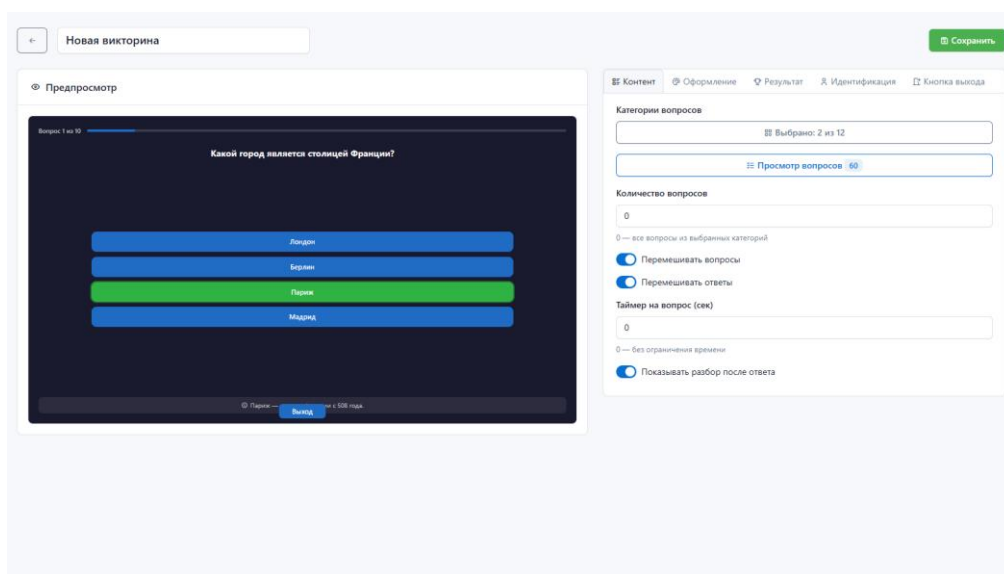 ←
Новая викторина
Сохранить
Предпросмотр
Вопрос 1 из 10
Какой город является столицей Франции?
Лондон
Берлин
Париж
Мадрид
Париж — и с 508 года.
Выход
Контент Оформление Результат Идентификация Кнопка выхода
Категории вопросов
Выбрано: 2 из 12
Просмотр вопросов 60
Количество вопросов
0
0 — все вопросы из выбранных категорий
Перемешивать вопросы
Перемешивать ответы
Таймер на вопрос (сек)
0
0 — без ограничения времени
Показывать разбор после ответа